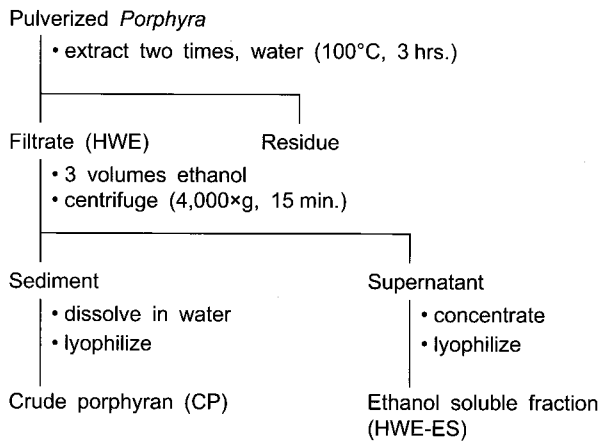 Pulverized Porphyra
• extract two times, water (100°C, 3 hrs.)
Filtrate (HWE) Residue
• 3 volumes ethanol
• centrifuge (4,000×g, 15 min.)
Sediment Supernatant
• dissolve in water • concentrate
• lyophilize • lyophilize
Crude porphyran (CP) Ethanol soluble fraction
(HWE-ES)